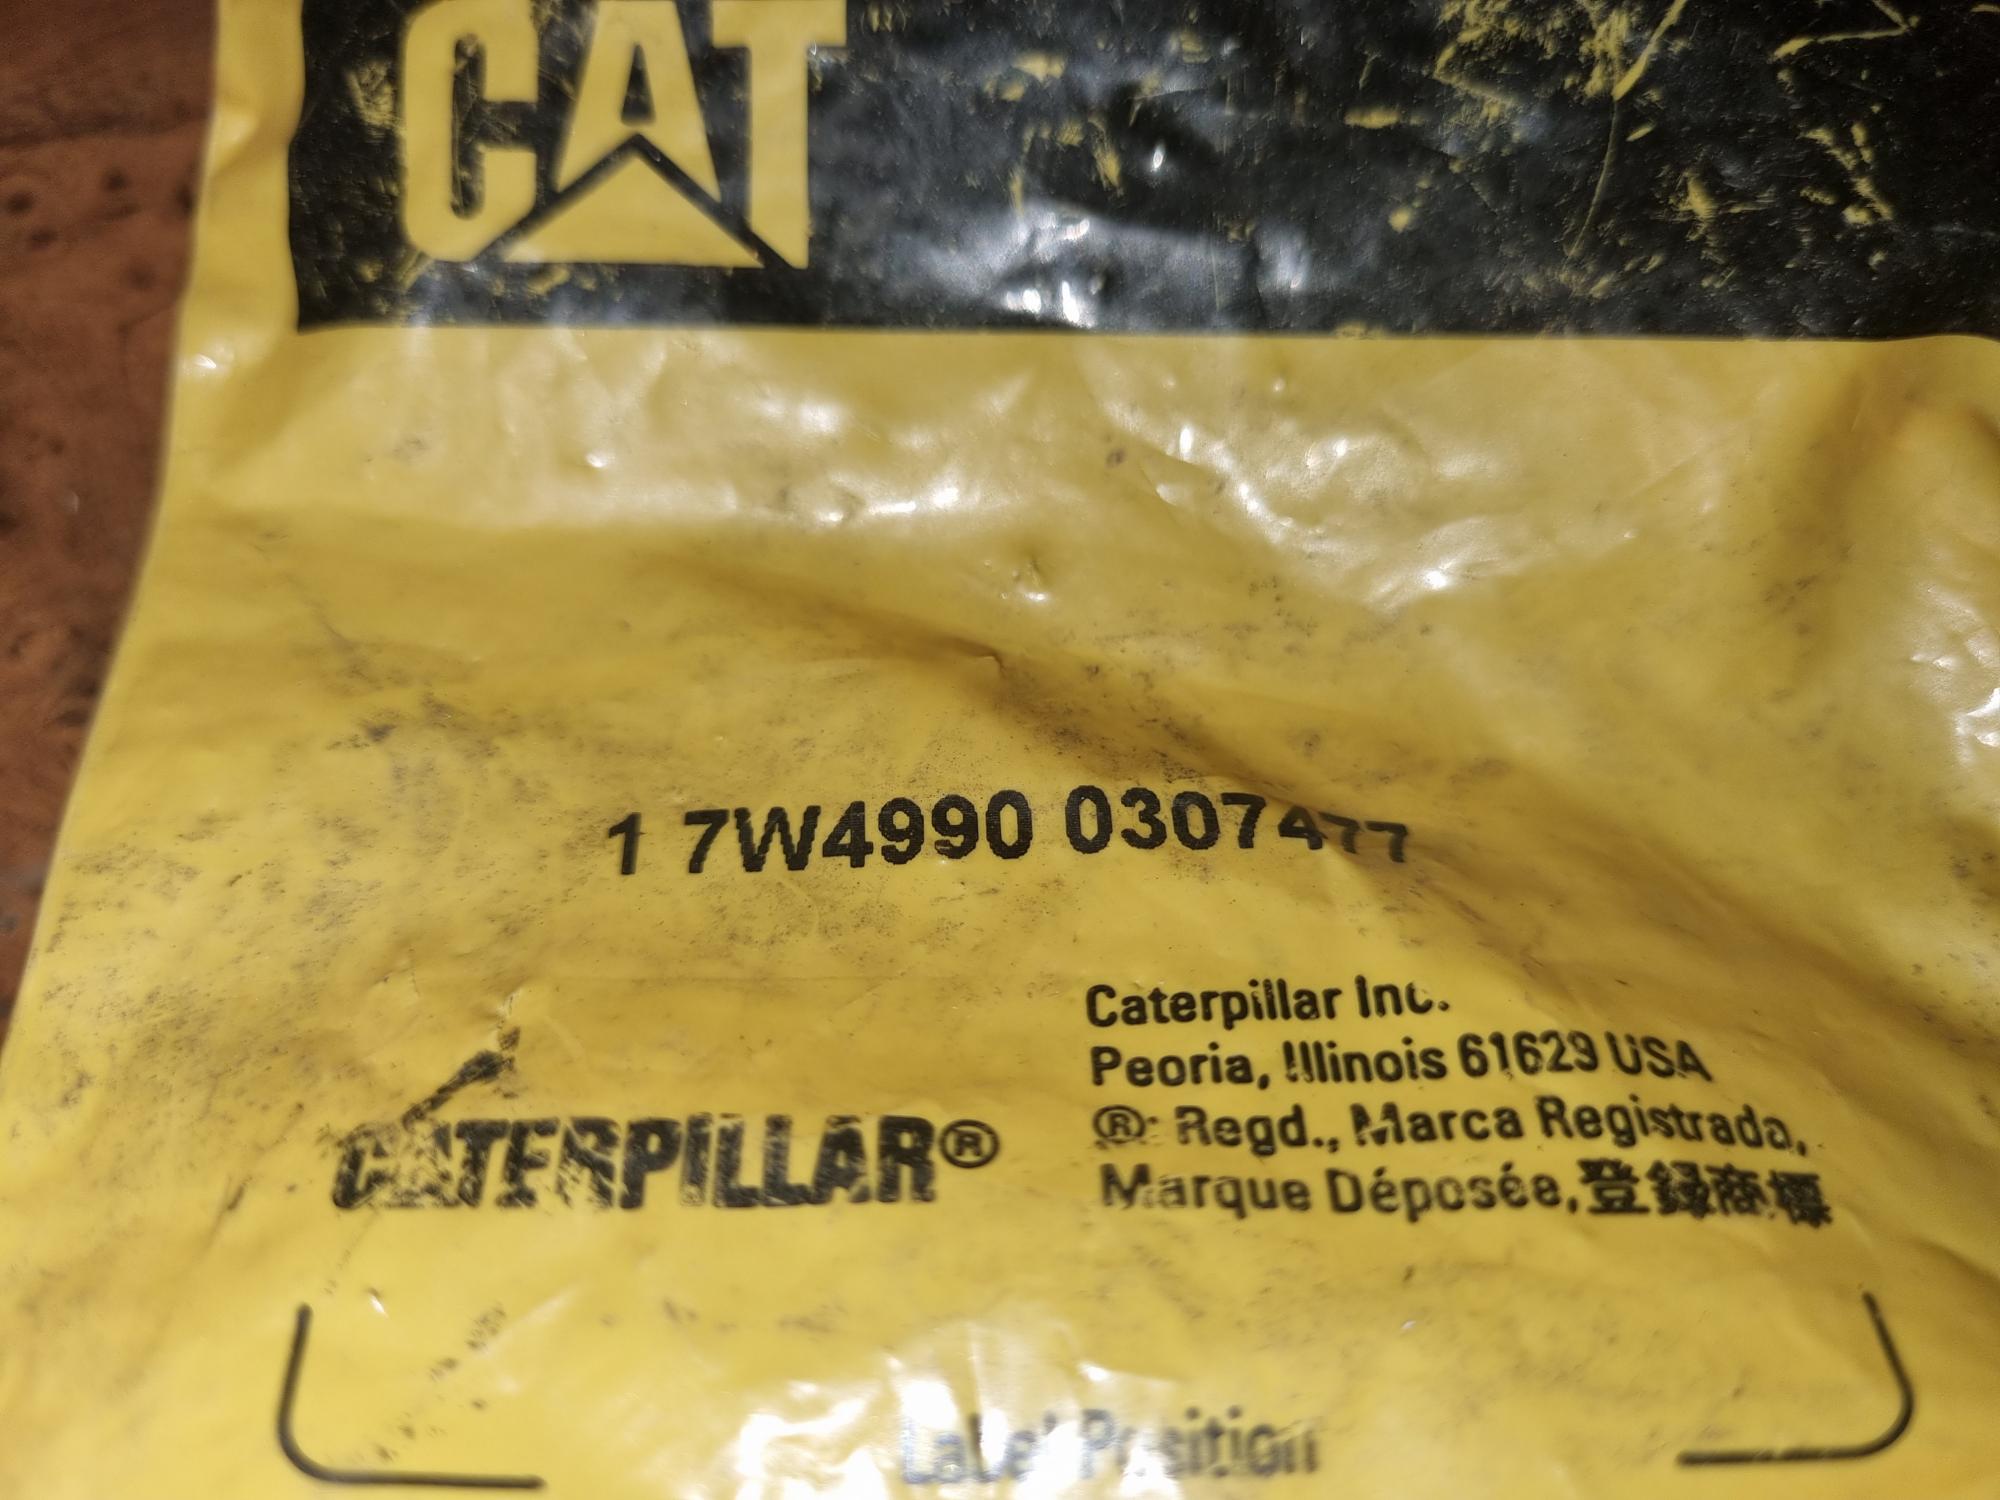 CAT
1 7W4990 0307477
Caterpillar Inc.
Peoria, Illinois 61629 USA
CATERPILLAR®
®: Regd., Marca Registrada,
Marque Déposée, 登録商標
Label Position